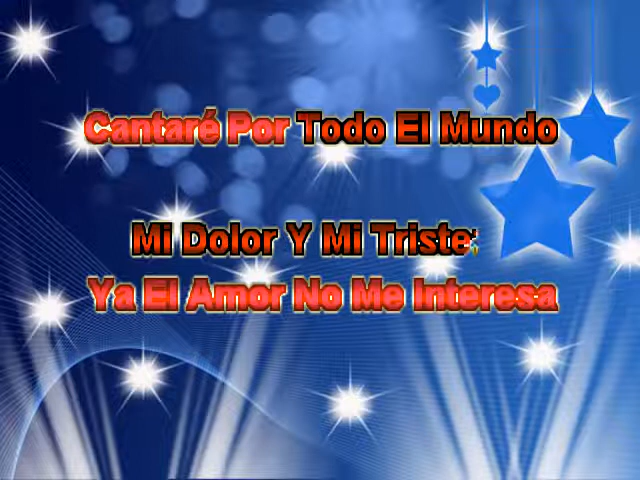 Cantaré Por Todo El Mundo
Mi Dolor Y Mi Triste
Ya El Amor No Me Interesa